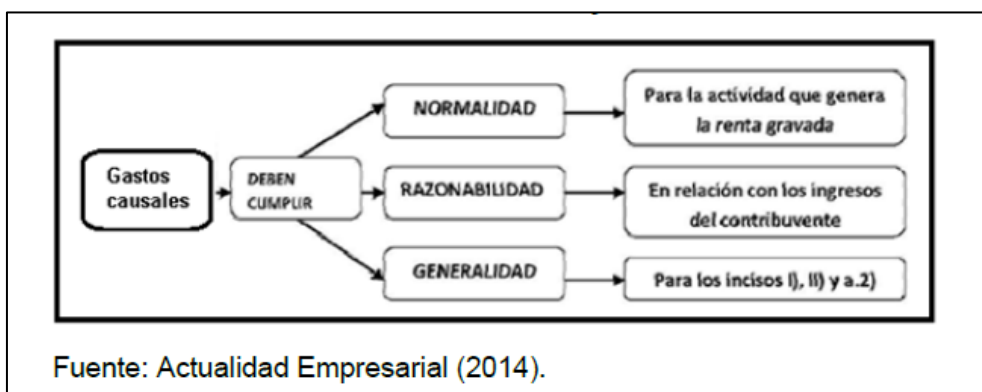 Gastos
causales
DEBEN
CUMPLIR
NORMALIDAD
Para la actividad que genera
la renta gravada
RAZONABILIDAD
En relación con los ingresos
del contribuvente
GENERALIDAD
Para los incisos l), ll) y a.2)
Fuente: Actualidad Empresarial (2014).